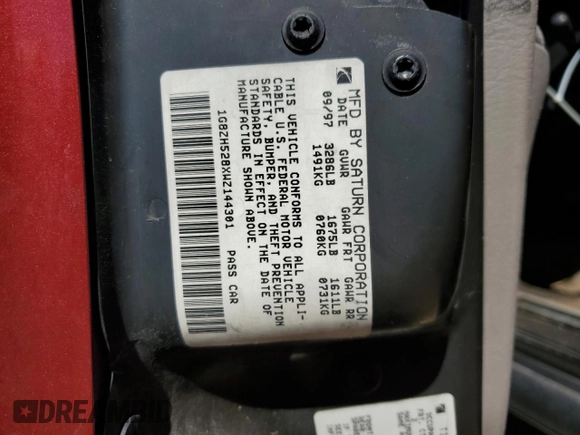 MFD BY SATURN CORPORATION
DATE GVWR GAWR FRT GAWR RR
09/97 3286LB 1675LB 1611LB
1491KG 0760KG 0731KG
THIS VEHICLE CONFORMS TO ALL APPLI-
CABLE U.S. FEDERAL MOTOR VEHICLE
SAFETY, BUMPER, AND THEFT PREVENTION
STANDARDS IN EFFECT ON THE DATE OF
MANUFACTURE SHOWN ABOVE.
1G8ZH528XWZ144301 PASS CAR
DREAMBID